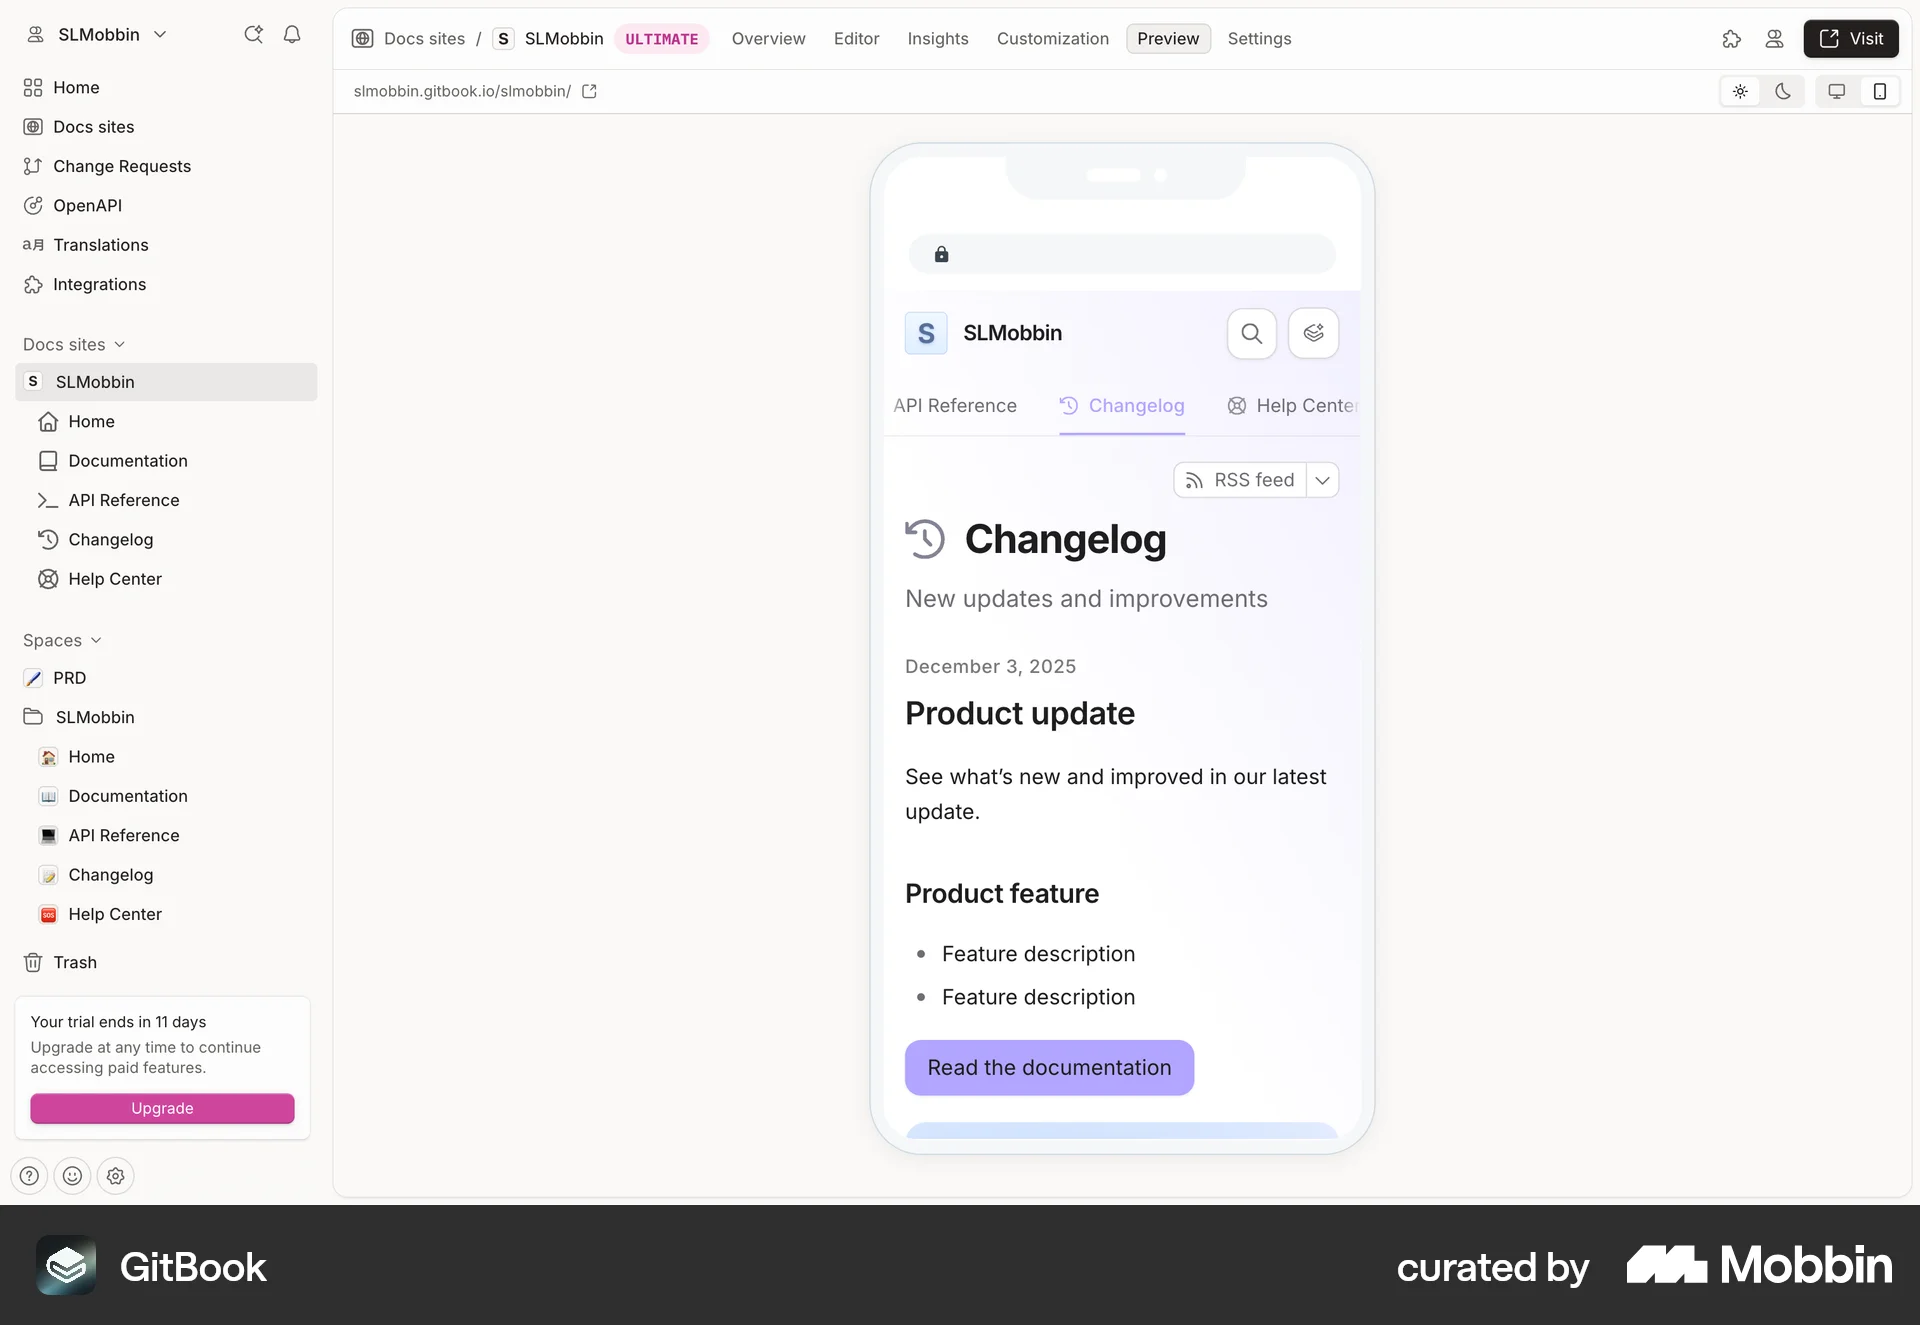 SLMobbin
Home
Docs sites
Change Requests
OpenAPI
Translations
Integrations
Docs sites
S SLMobbin
Home
Documentation
API Reference
Changelog
Help Center
Spaces
PRD
SLMobbin
Home
Documentation
API Reference
Changelog
SOS Help Center
Trash
Your trial ends in 11 days
Upgrade at any time to continue
accessing paid features.
Upgrade
Docs sites / S SLMobbin ULTIMATE Overview Editor Insights Customization Preview Settings Visit
slmobbin.gitbook.io/slmobbin/
S SLMobbin
API Reference Changelog Help Center
RSS feed
Changelog
New updates and improvements
December 3, 2025
Product update
See what’s new and improved in our latest
update.
Product feature
• Feature description
• Feature description
Read the documentation
GitBook
curated by Mobbin